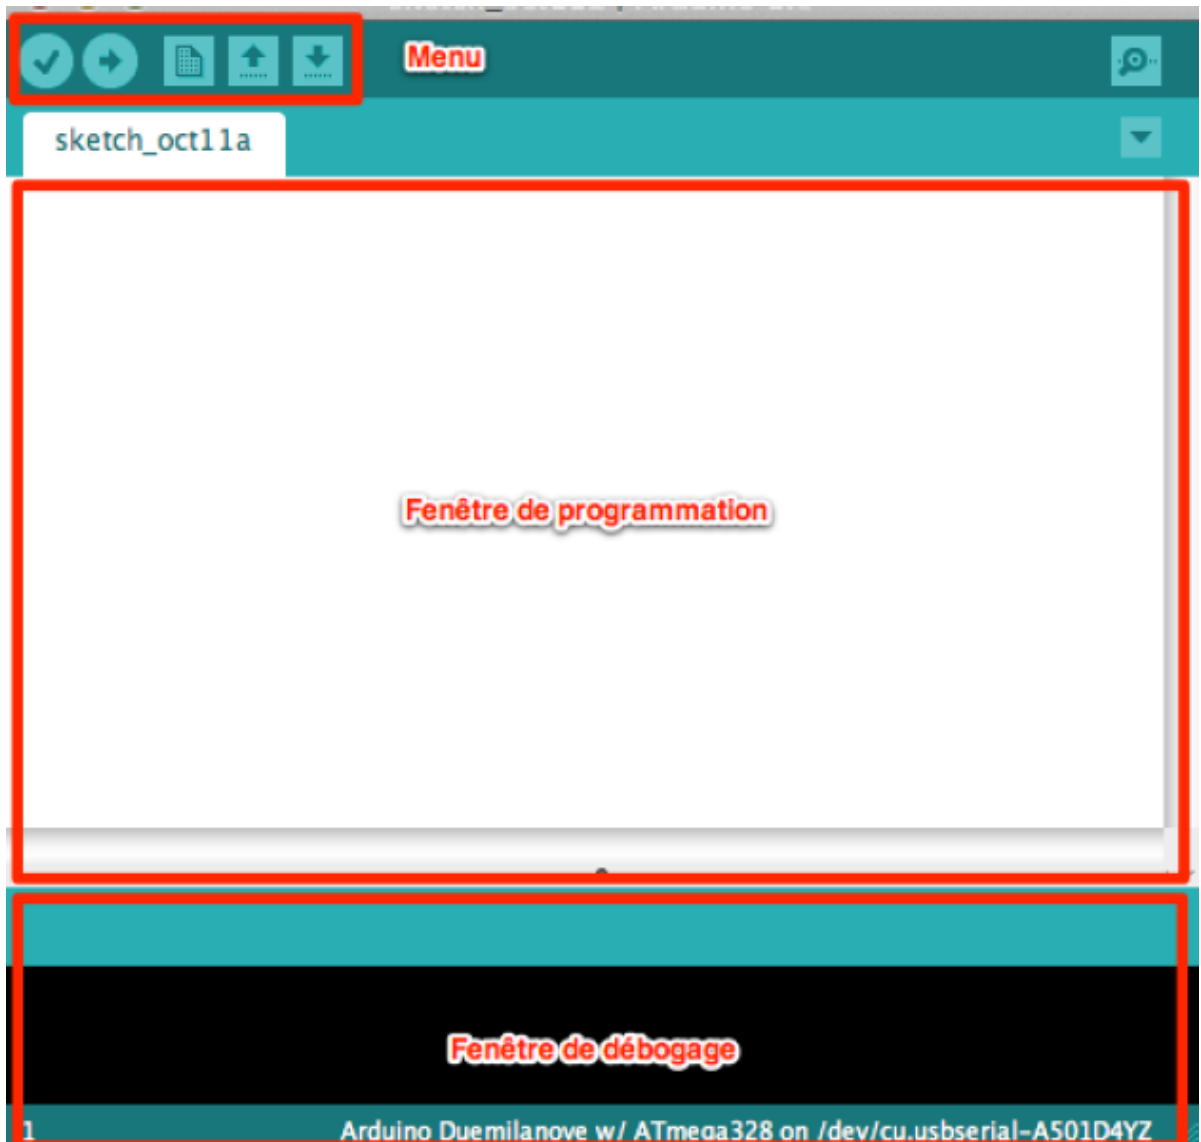 Menu
sketch_oct11a
Fenêtre de programmation
Fenêtre de débogage
1
Arduino Duemilanove w/ ATmega328 on /dev/cu.usbserial-A501D4YZ